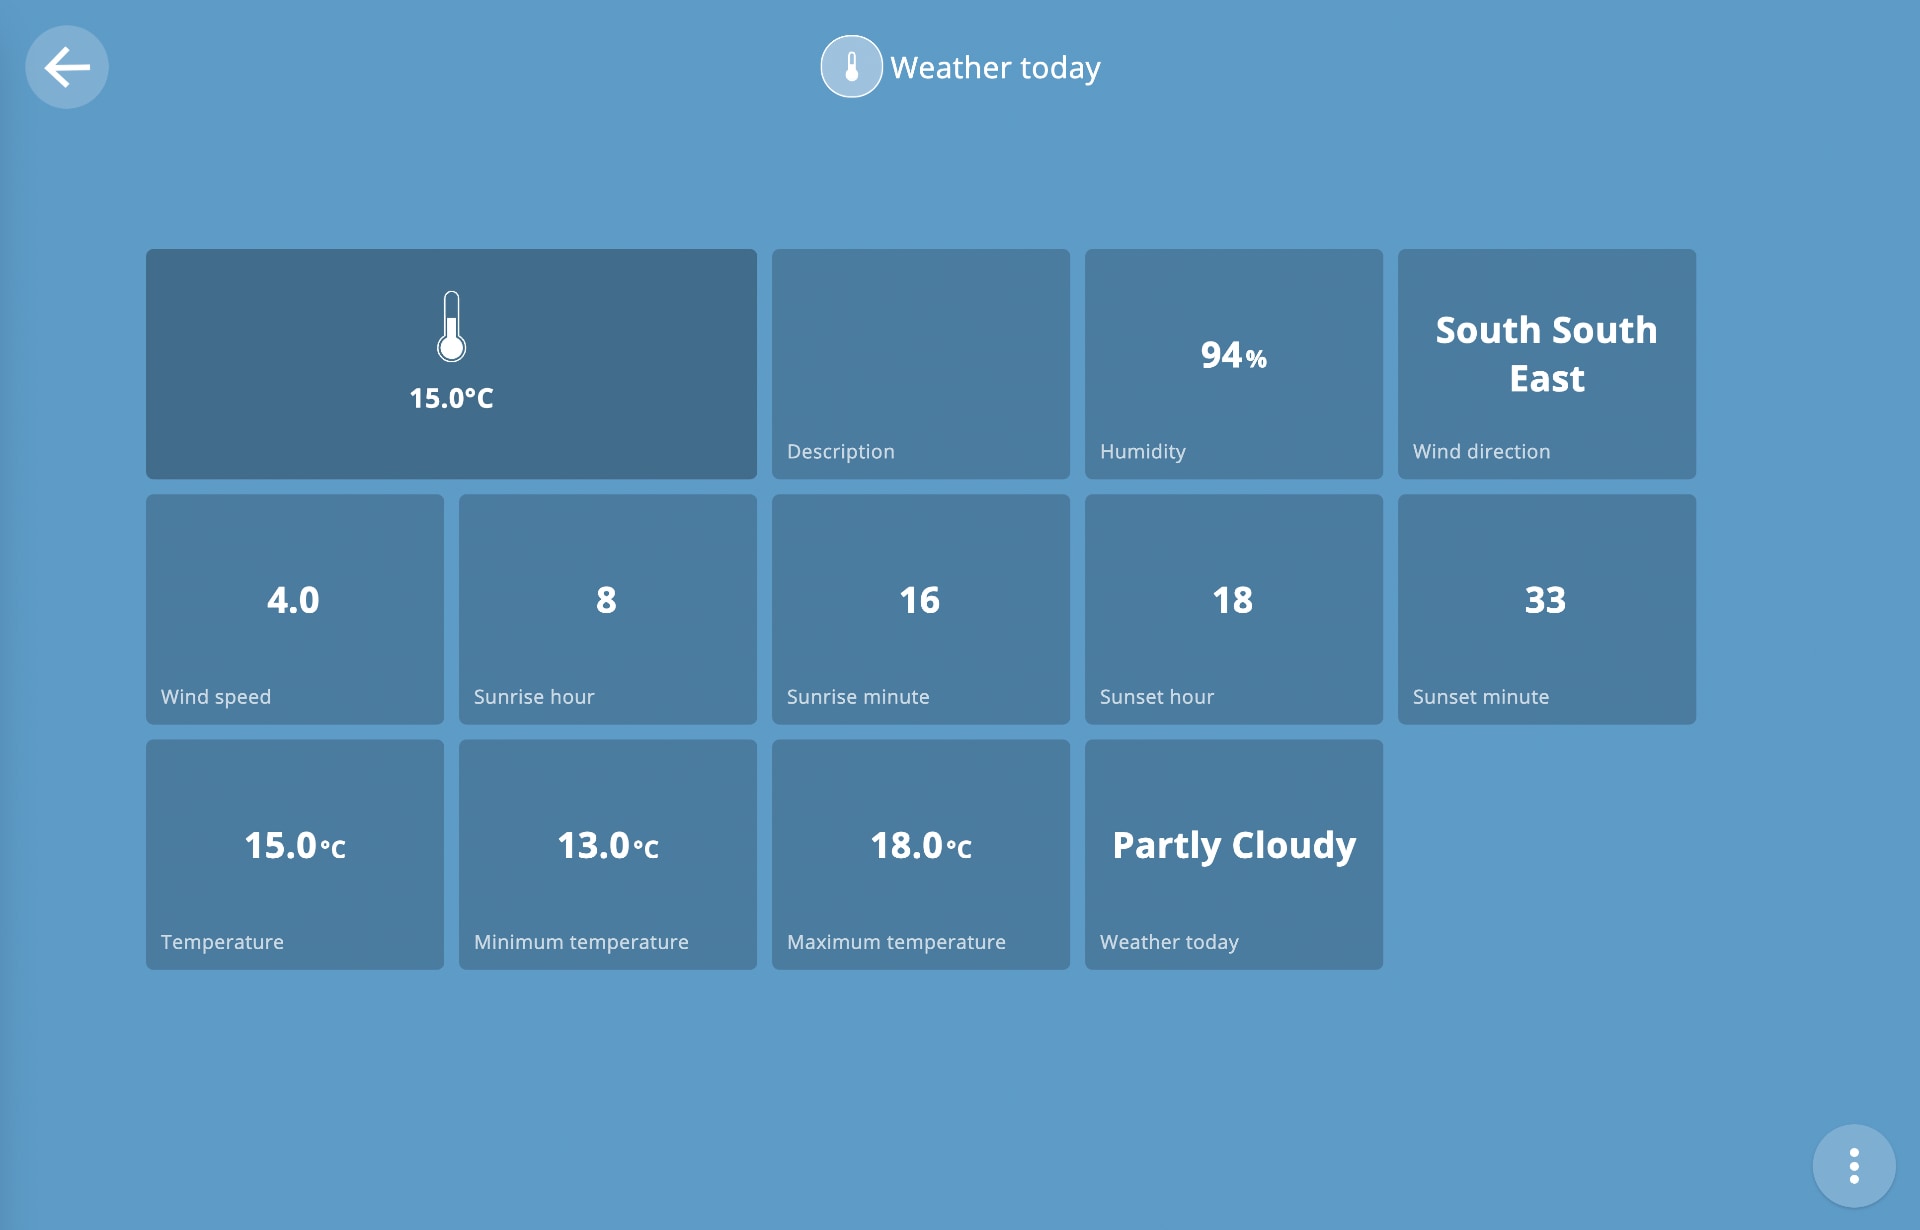 Weather today
15.0°C
Description
94%
Humidity
South South
East
Wind direction
4.0
Wind speed
8
Sunrise hour
16
Sunrise minute
18
Sunset hour
33
Sunset minute
15.0°C
Temperature
13.0°C
Minimum temperature
18.0°C
Maximum temperature
Partly Cloudy
Weather today